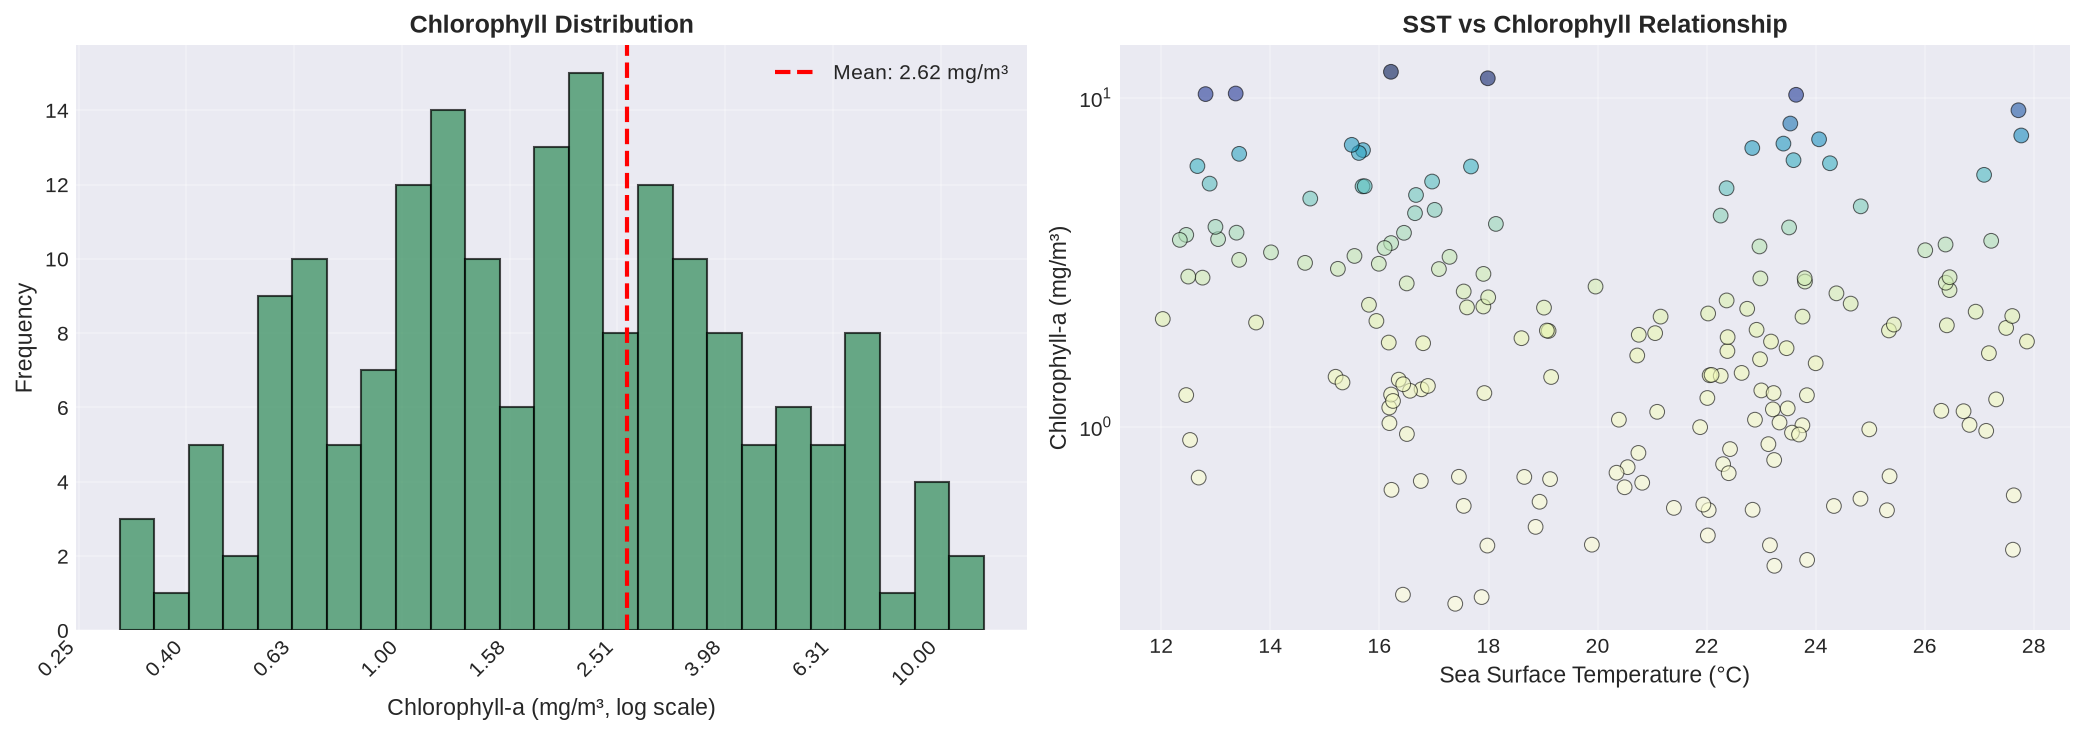 Chlorophyll Distribution
Mean: 2.62 mg/m³
Frequency
14
12
10
8
6
4
2
0
0.25 0.40 0.63 1.00 1.58 2.51 3.98 6.31 10.00
Chlorophyll-a (mg/m³, log scale)
SST vs Chlorophyll Relationship
Chlorophyll-a (mg/m³)
10¹
10⁰
12 14 16 18 20 22 24 26 28
Sea Surface Temperature (°C)